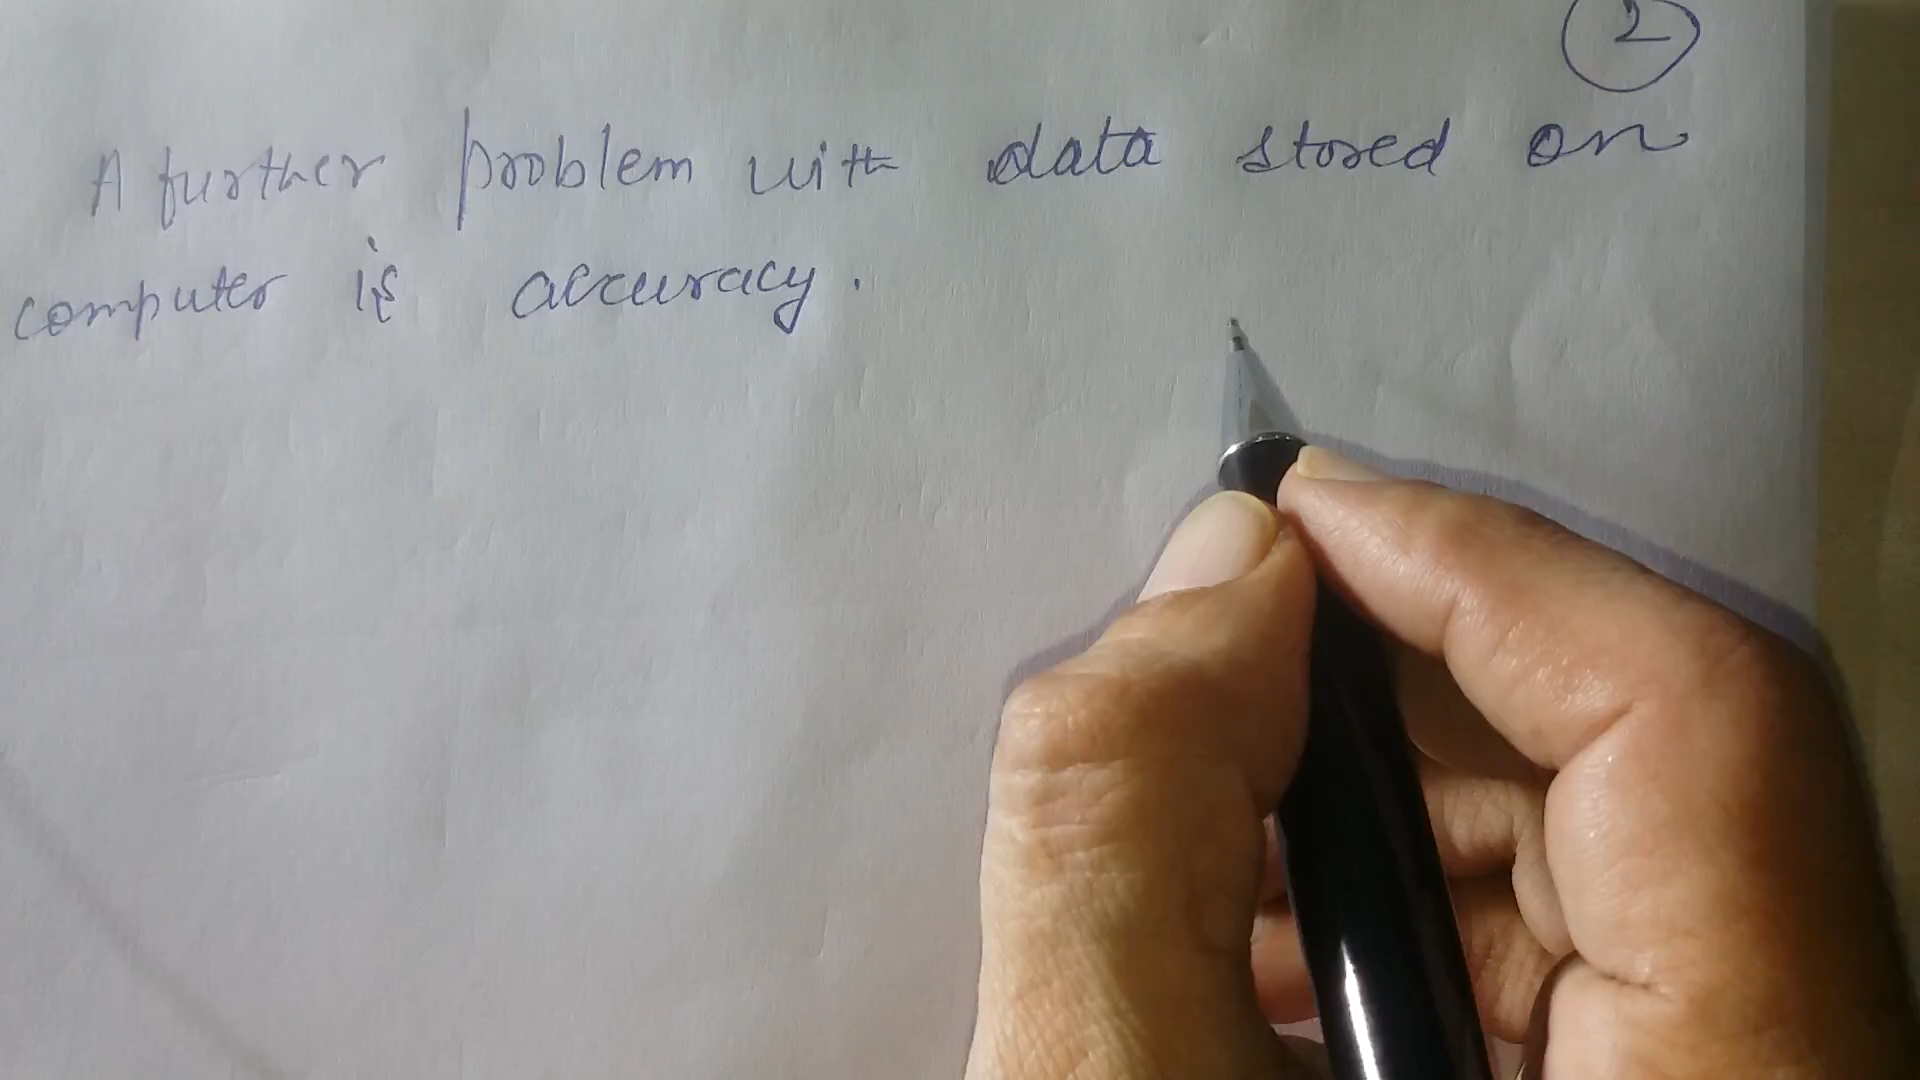 2
A further problem with data stored on
computer is accuracy.